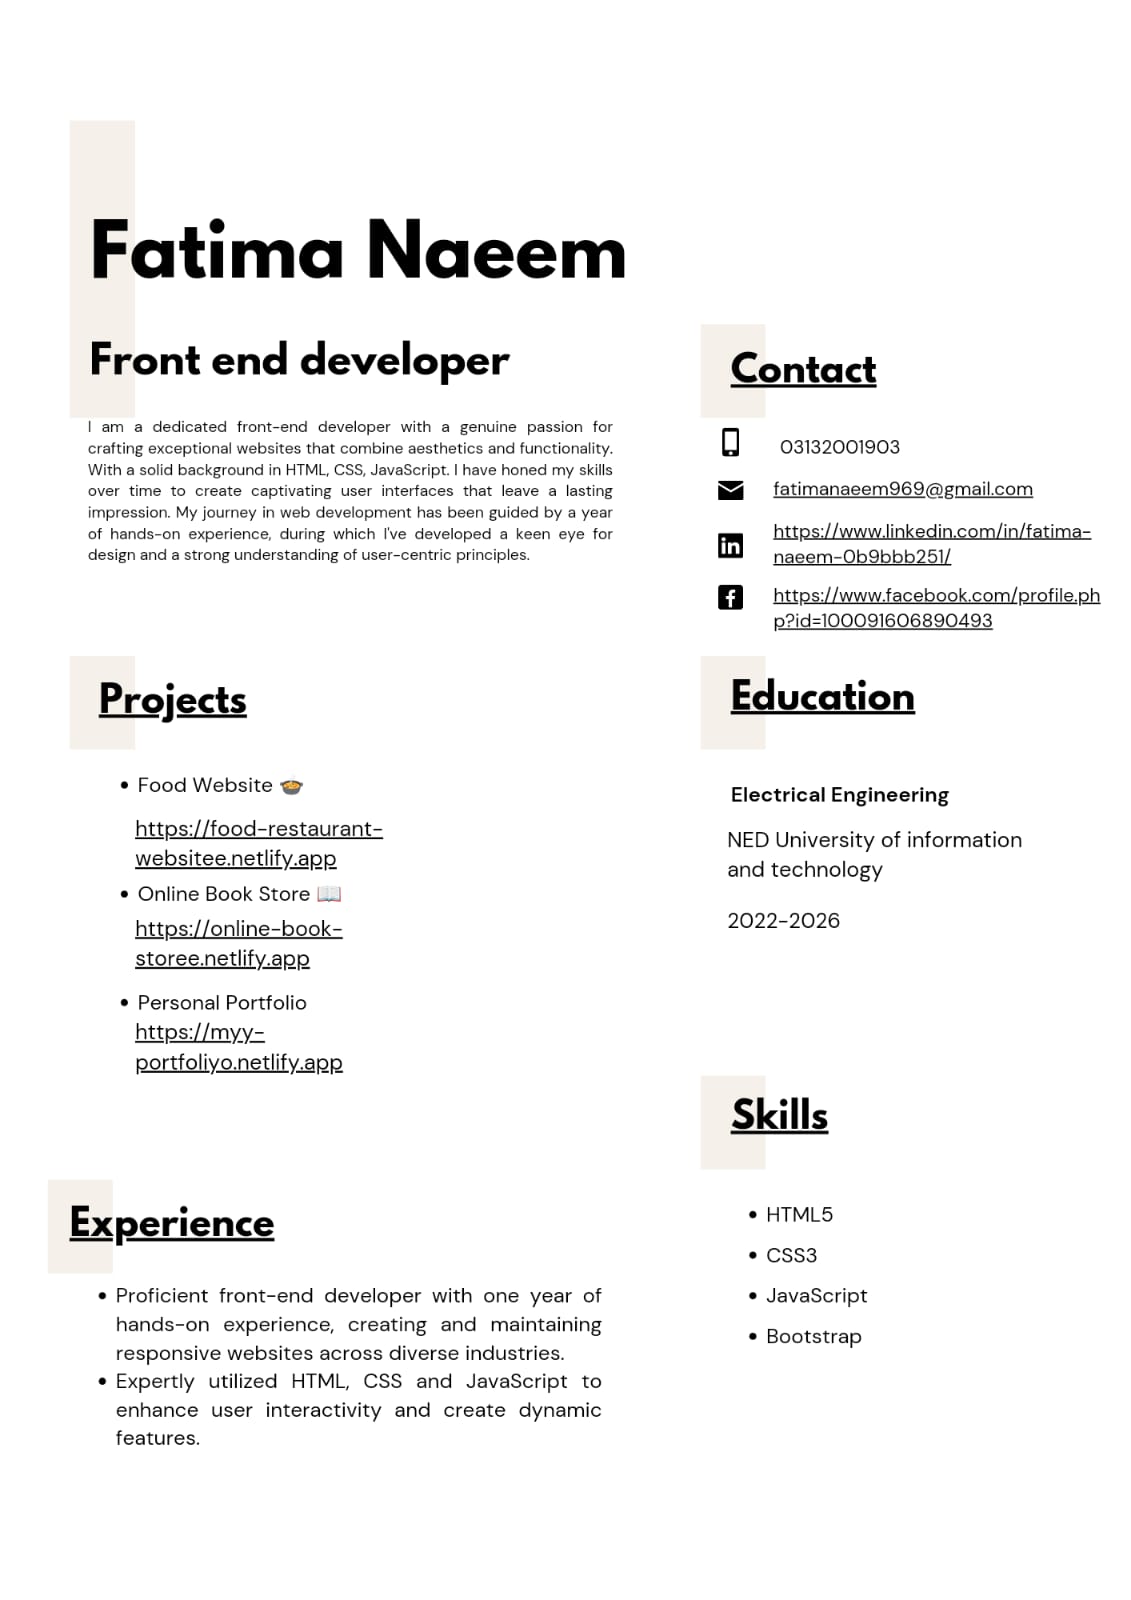 Fatima Naeem
Front end developer
I am a dedicated front-end developer with a genuine passion for
crafting exceptional websites that combine aesthetics and functionality.
With a solid background in HTML, CSS, JavaScript. I have honed my skills
over time to create captivating user interfaces that leave a lasting
impression. My journey in web development has been guided by a year
of hands-on experience, during which I've developed a keen eye for
design and a strong understanding of user-centric principles.
Contact
03132001903
fatimanaeem969@gmail.com
https://www.linkedin.com/in/fatima-
naeem-0b9bbb251/
https://www.facebook.com/profile.ph
p?id=100091606890493
Projects
• Food Website 🍲
https://food-restaurant-
websitee.netlify.app
• Online Book Store 📖
https://online-book-
storee.netlify.app
• Personal Portfolio
https://myy-
portfoliyo.netlify.app
Education
Electrical Engineering
NED University of information
and technology
2022-2026
Experience
• Proficient front-end developer with one year of
hands-on experience, creating and maintaining
responsive websites across diverse industries.
• Expertly utilized HTML, CSS and JavaScript to
enhance user interactivity and create dynamic
features.
Skills
• HTML5
• CSS3
• JavaScript
• Bootstrap